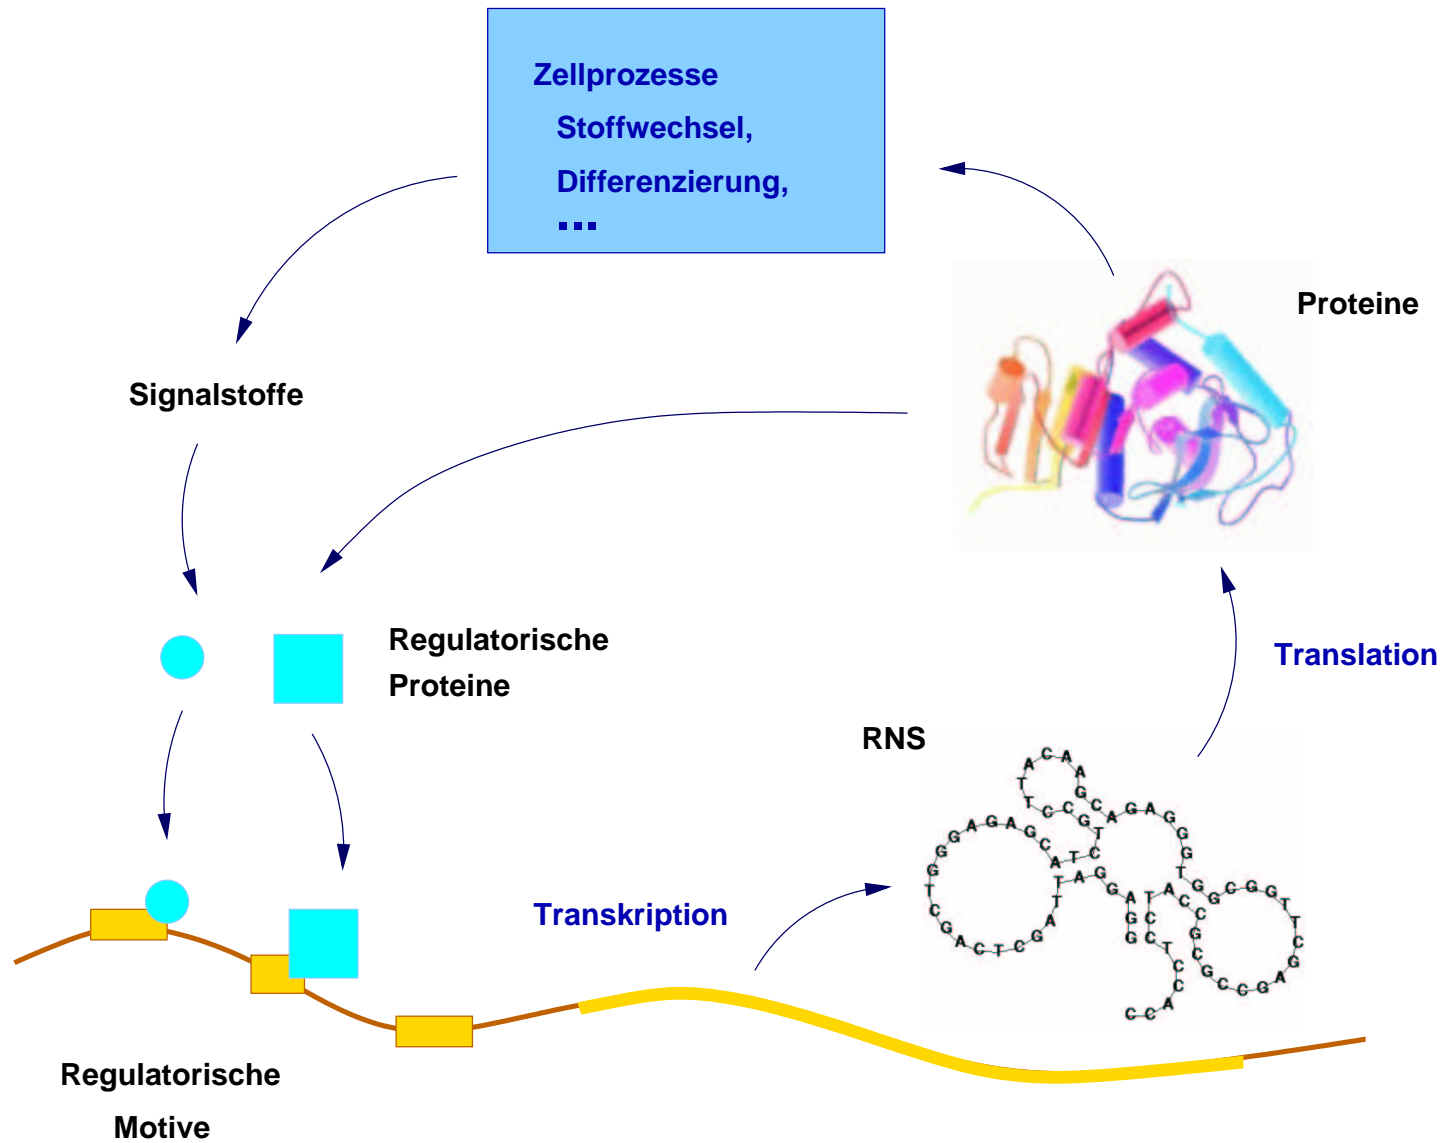 Zellprozesse
Stoffwechsel,
Differenzierung,
...
Proteine
Signalstoffe
Regulatorische
Proteine
Translation
RNS
Transkription
Regulatorische
Motive